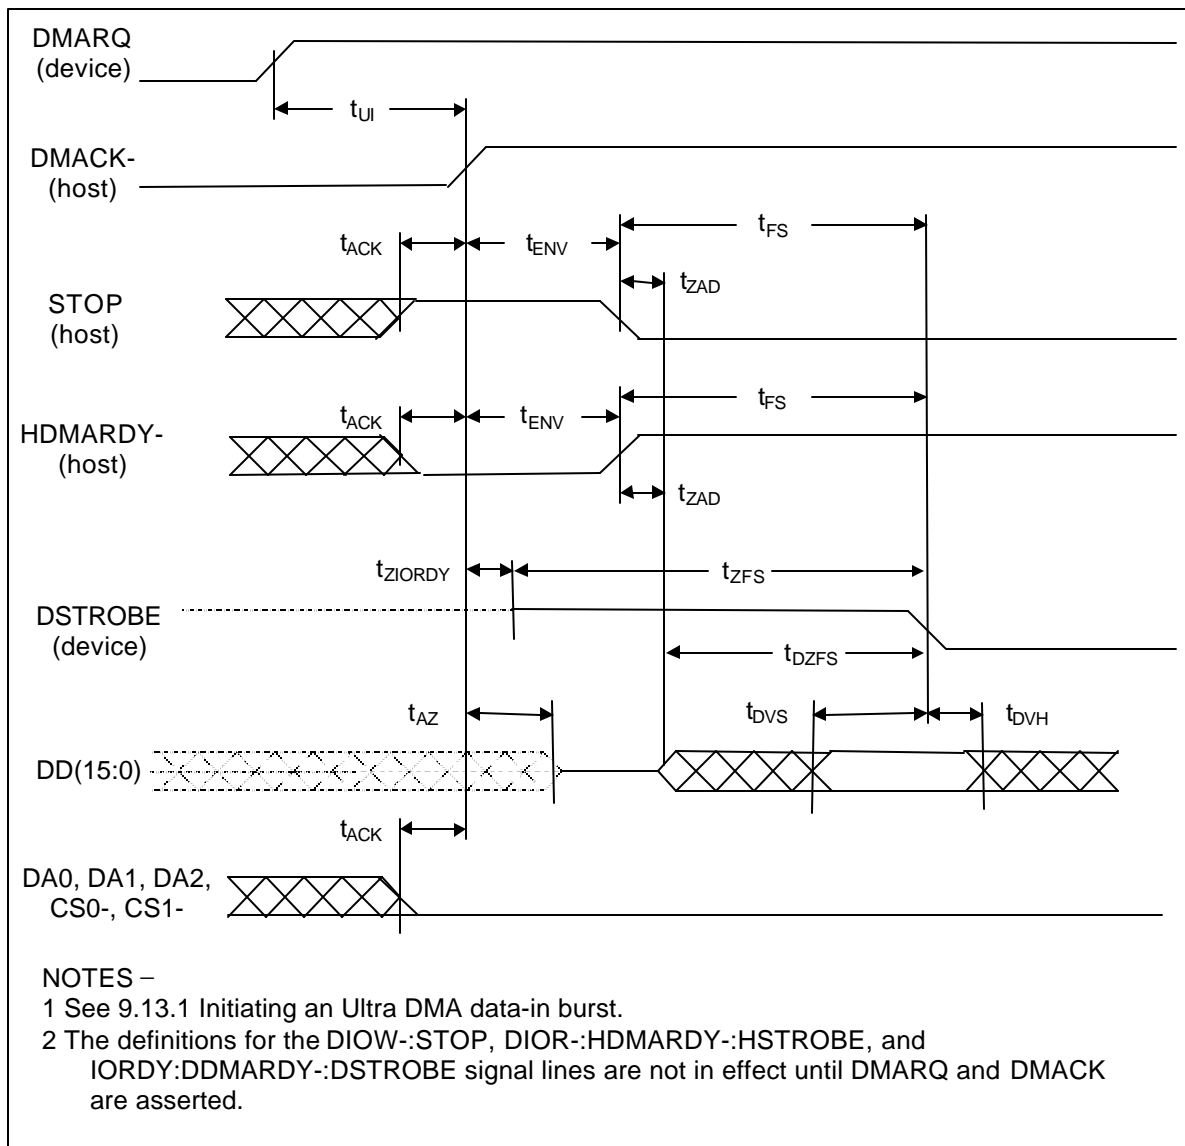 DMARQ
(device)
tUI
DMACK-
(host)
tFS
tACK
tENV
tZAD
STOP
(host)
tFS
tACK
tENV
HDMARDY-
(host)
tZAD
tZIORDY
tZFS
DSTROBE
(device)
tDZFS
tAZ
tDVS
tDVH
DD(15:0)
tACK
DA0, DA1, DA2,
CS0-, CS1-
NOTES –
1 See 9.13.1 Initiating an Ultra DMA data-in burst.
2 The definitions for the DIOW-:STOP, DIOR-:HDMARDY-:HSTROBE, and
IORDY:DDMARDY-:DSTROBE signal lines are not in effect until DMARQ and DMACK
are asserted.